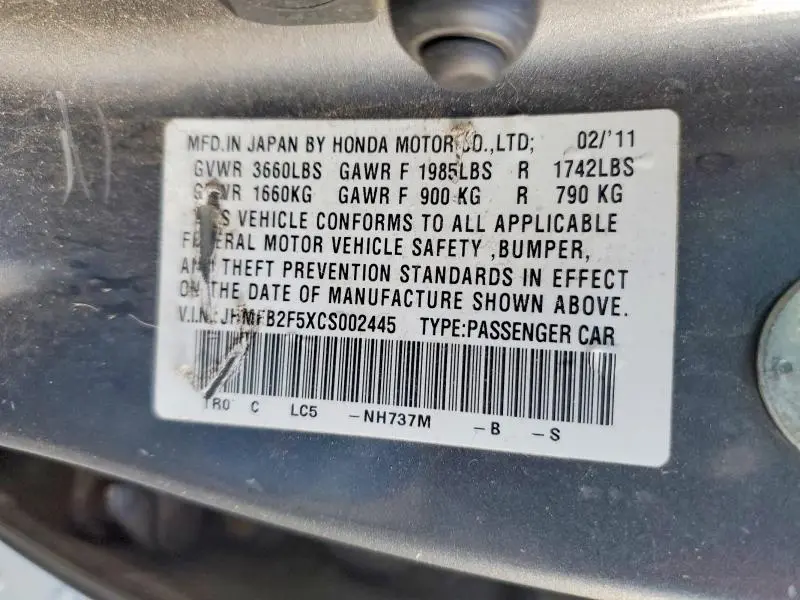 MFD.IN JAPAN BY HONDA MOTOR CO.,LTD; 02/'11
GVWR 3660LBS GAWR F 1985LBS R 1742LBS
GVWR 1660KG GAWR F 900 KG R 790 KG
THIS VEHICLE CONFORMS TO ALL APPLICABLE
FEDERAL MOTOR VEHICLE SAFETY ,BUMPER,
AND THEFT PREVENTION STANDARDS IN EFFECT
ON THE DATE OF MANUFACTURE SHOWN ABOVE.
V.I.N.:JHMFB2F5XCS002445 TYPE:PASSENGER CAR
TR0 C LC5 -NH737M -B -S